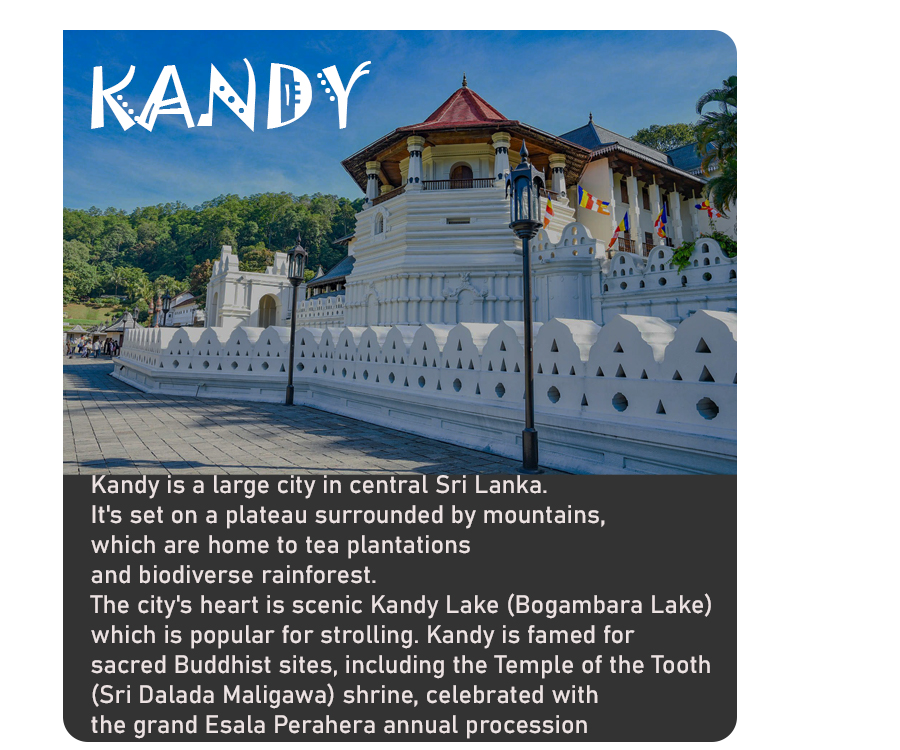 KANDY
Kandy is a large city in central Sri Lanka.
It's set on a plateau surrounded by mountains,
which are home to tea plantations
and biodiverse rainforest.
The city's heart is scenic Kandy Lake (Bogambara Lake)
which is popular for strolling. Kandy is famed for
sacred Buddhist sites, including the Temple of the Tooth
(Sri Dalada Maligawa) shrine, celebrated with
the grand Esala Perahera annual procession